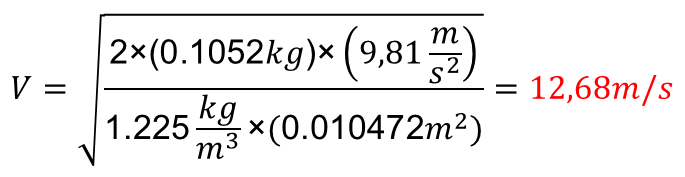 V = √(2×(0.1052kg)×(9,81 m/s²) / 1.225 kg/m³ ×(0.010472m²)) = 12,68m/s